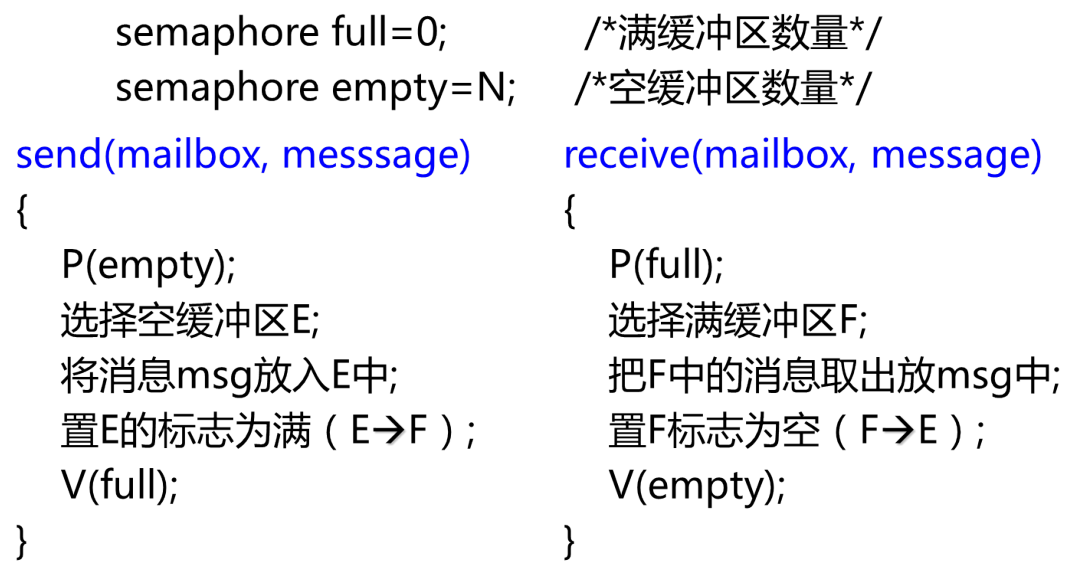 semaphore full=0; /*满缓冲区数量*/
semaphore empty=N; /*空缓冲区数量*/
send(mailbox, messsage)
{
P(empty);
选择空缓冲区E;
将消息msg放入E中;
置E的标志为满（E→F）;
V(full);
}
receive(mailbox, message)
{
P(full);
选择满缓冲区F;
把F中的消息取出放msg中;
置F标志为空（F→E）;
V(empty);
}